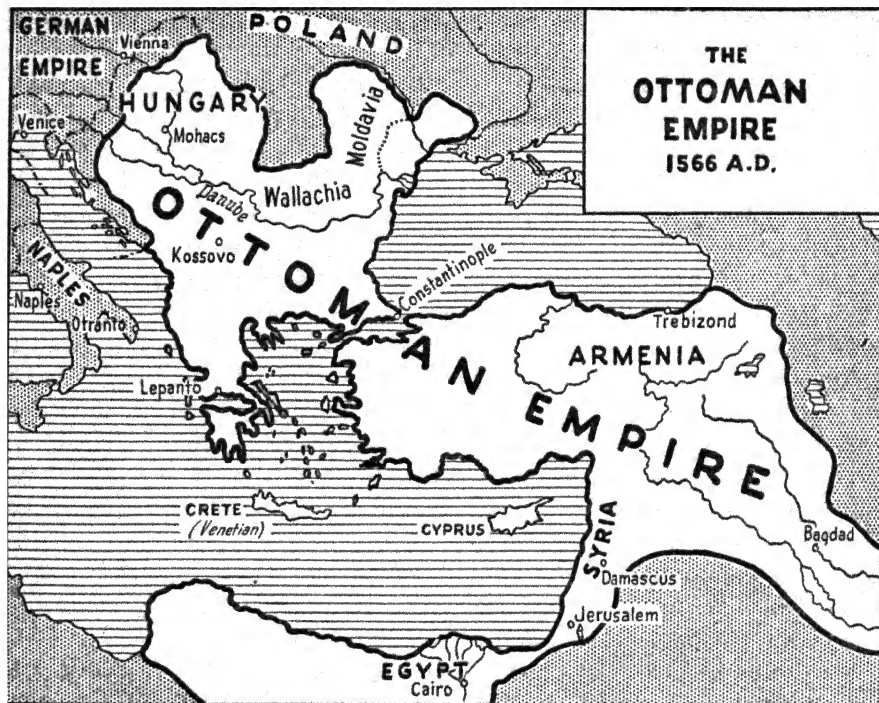 THE
OTTOMAN
EMPIRE
1566 A.D.
GERMAN
EMPIRE
POLAND
Vienna
HUNGARY
Mohacs
Venice
Moldavia
Wallachia
Danube
Kossovo
OTTOMAN EMPIRE
NAPLES
Naples
Otranto
Constantinople
Trebizond
ARMENIA
Lepanto
CRETE
(Venetian)
CYPRUS
SYRIA
Bagdad
Damascus
Jerusalem
EGYPT
Cairo